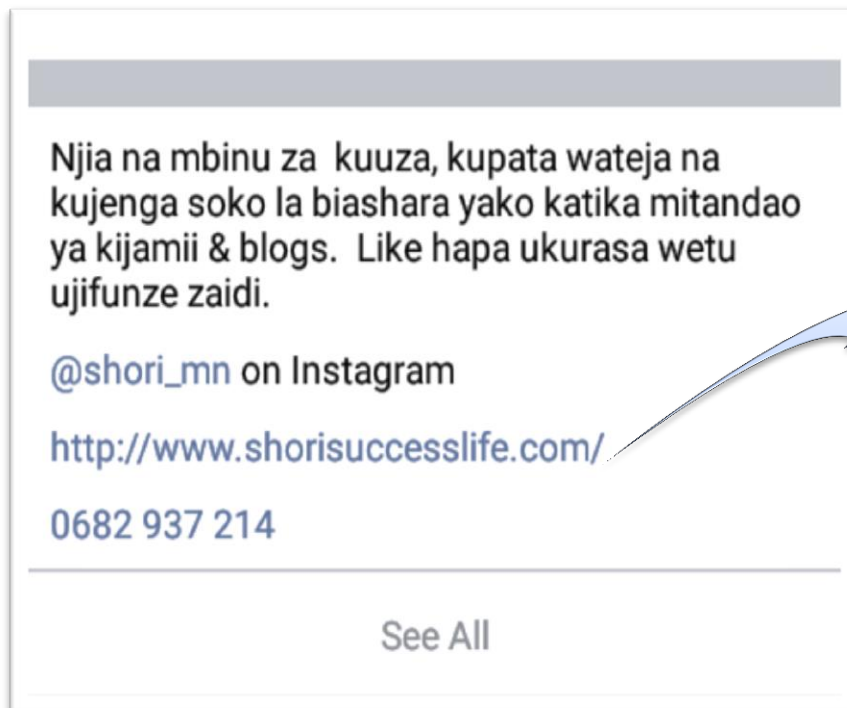 Njia na mbinu za kuuza, kupata wateja na
kujenga soko la biashara yako katika mitandao
ya kijamii & blogs. Like hapa ukurasa wetu
ujifunze zaidi.
@shori_mn on Instagram
http://www.shorisuccesslife.com/
0682 937 214
See All